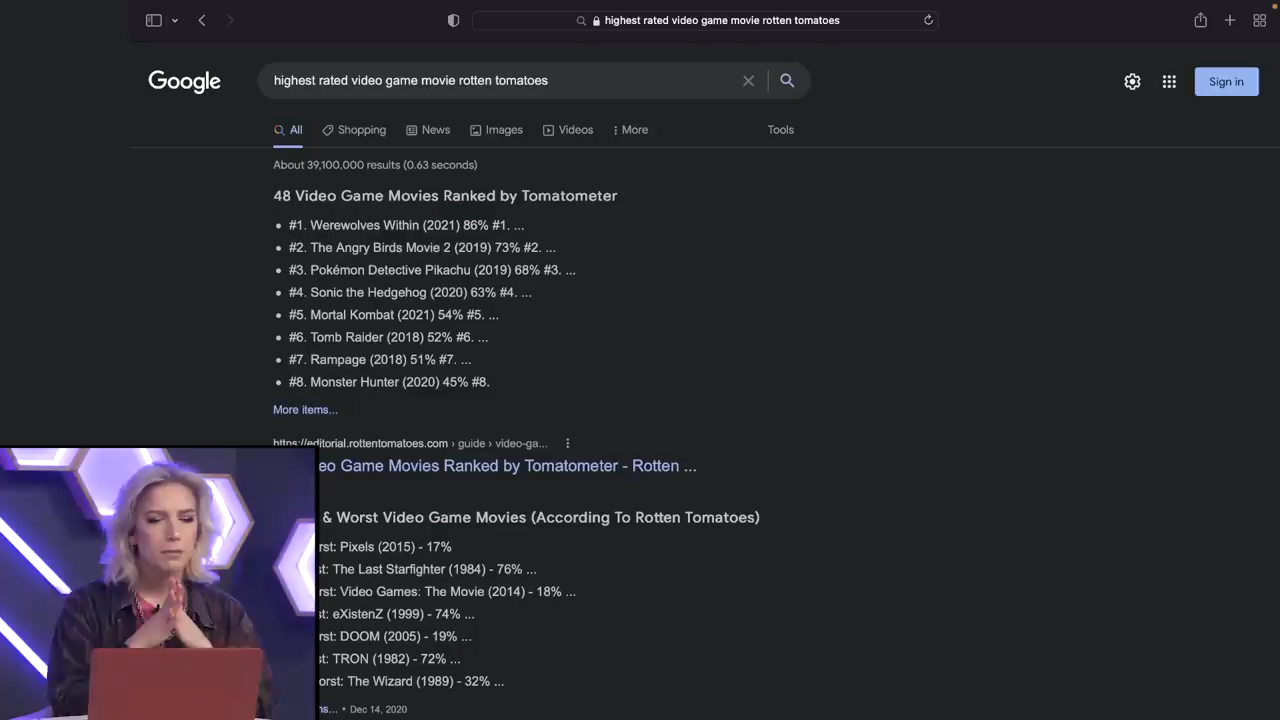 highest rated video game movie rotten tomatoes
Google
highest rated video game movie rotten tomatoes
Sign in
All
Shopping
News
Images
Videos
More
Tools
About 39,100,000 results (0.63 seconds)
48 Video Game Movies Ranked by Tomatometer
#1. Werewolves Within (2021) 86% #1. ...
#2. The Angry Birds Movie 2 (2019) 73% #2. ...
#3. Pokémon Detective Pikachu (2019) 68% #3. ...
#4. Sonic the Hedgehog (2020) 63% #4. ...
#5. Mortal Kombat (2021) 54% #5. ...
#6. Tomb Raider (2018) 52% #6. ...
#7. Rampage (2018) 51% #7. ...
#8. Monster Hunter (2020) 45% #8.
More items...
https://editorial.rottentomatoes.com › guide › video-ga...
eo Game Movies Ranked by Tomatometer - Rotten ...
& Worst Video Game Movies (According To Rotten Tomatoes)
rst: Pixels (2015) - 17%
t: The Last Starfighter (1984) - 76% ...
rst: Video Games: The Movie (2014) - 18% ...
t: eXistenZ (1999) - 74% ...
rst: DOOM (2005) - 19% ...
t: TRON (1982) - 72% ...
orst: The Wizard (1989) - 32% ...
ns... • Dec 14, 2020